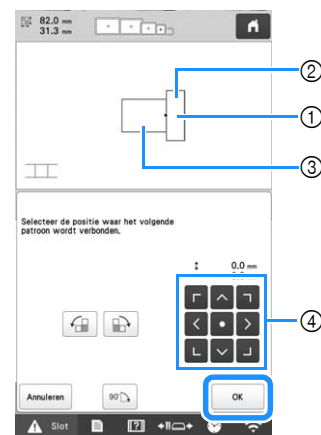 82.0 mm
31.3 mm
②
①
③
Selecteer de positie waar het volgende
patroon wordt verbonden.
0.0 mm
④
Annuleren
90°
OK
Slot